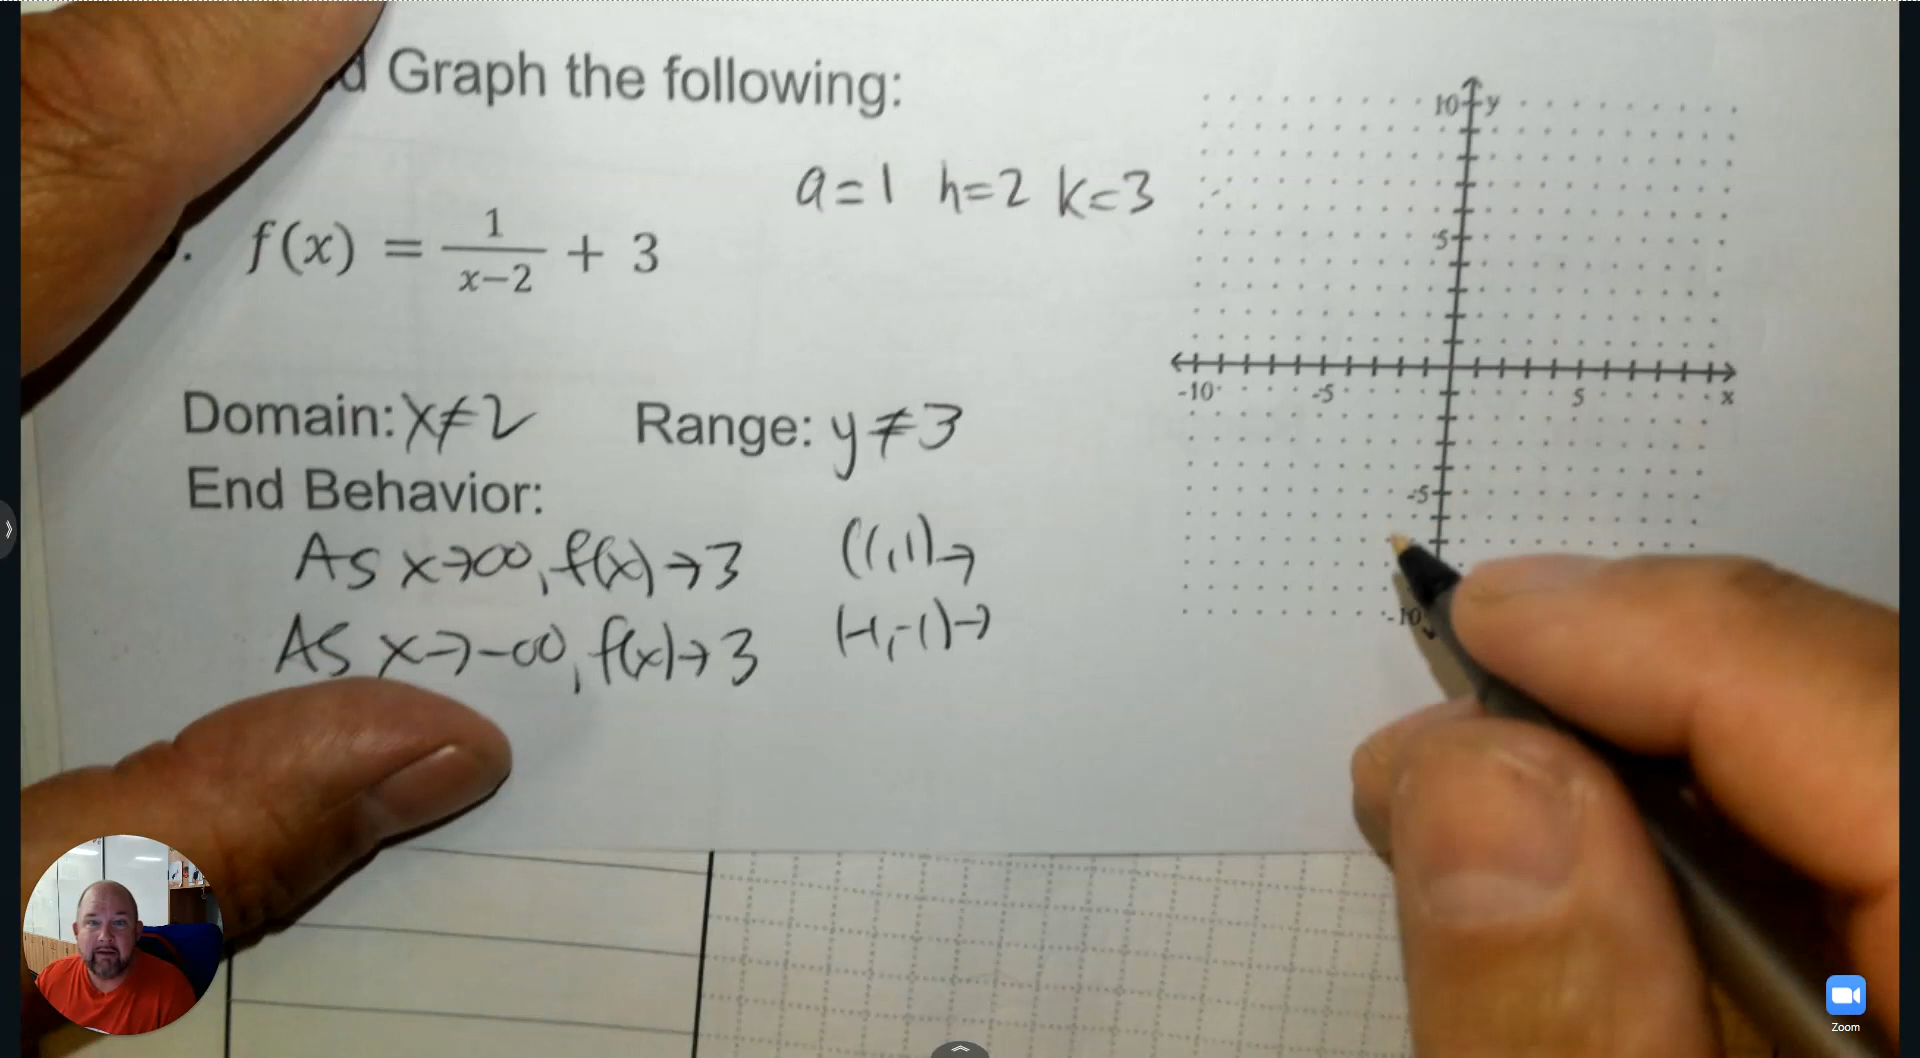 d Graph the following:
a=1 h=2 k=3
. f(x) = 1/(x−2) + 3
Domain: x≠2 Range: y≠3
End Behavior:
As x→∞, f(x)→3 (1,1)→
As x→-∞, f(x)→3 (-1,-1)→
10 y
5
-10 -5 5 x
-5
-10
Zoom